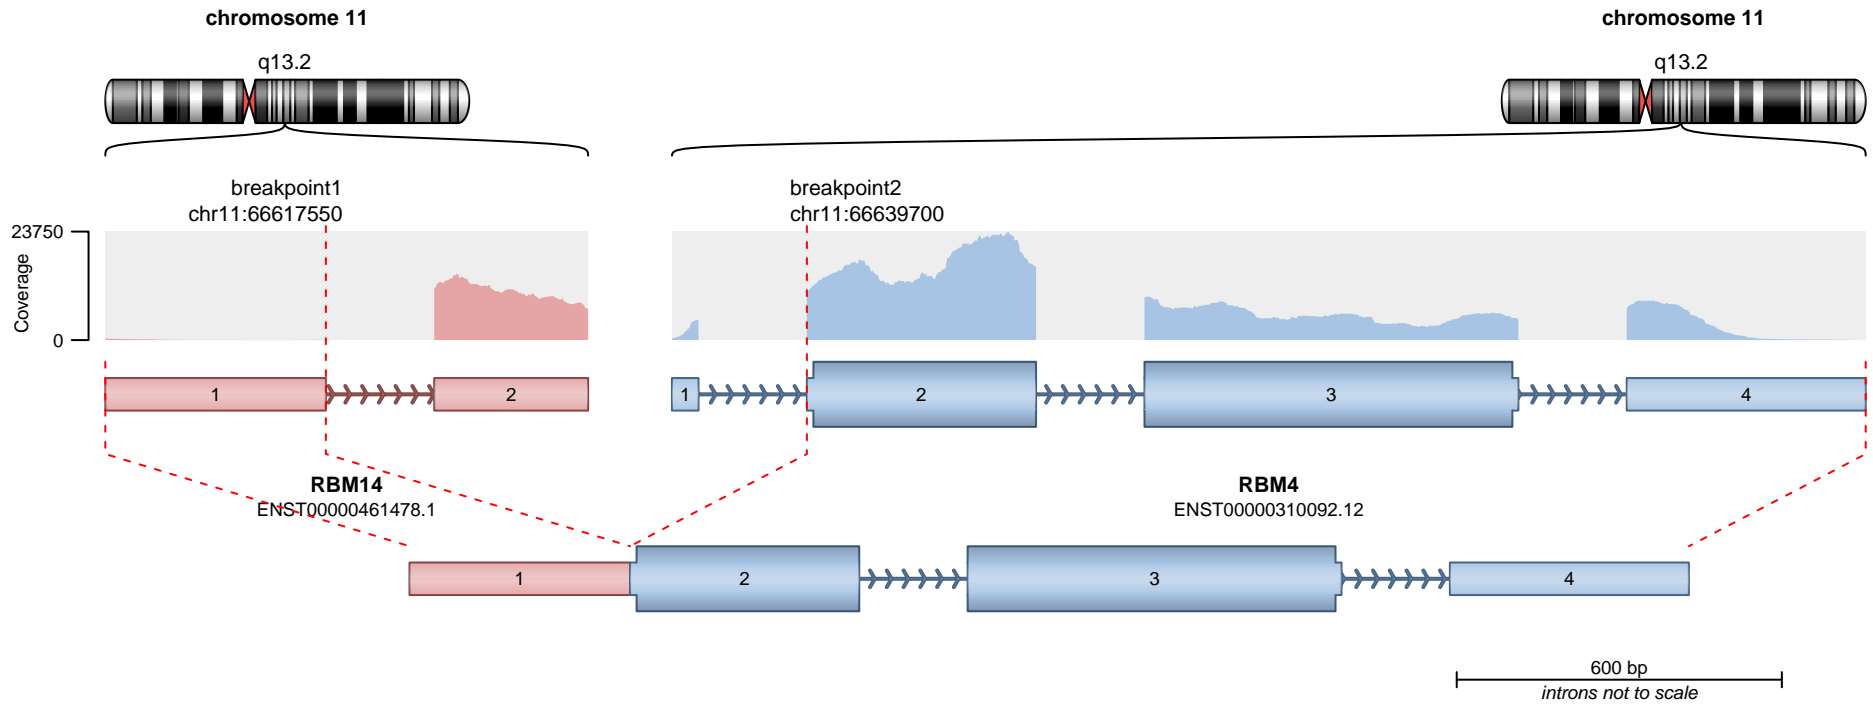 chromosome 11
chromosome 11
q13.2
q13.2
breakpoint1
chr11:66617550
breakpoint2
chr11:66639700
23750
Coverage
0
1
2
1
2
3
4
RBM14
ENST00000461478.1
RBM4
ENST00000310092.12
1
2
3
4
600 bp
introns not to scale